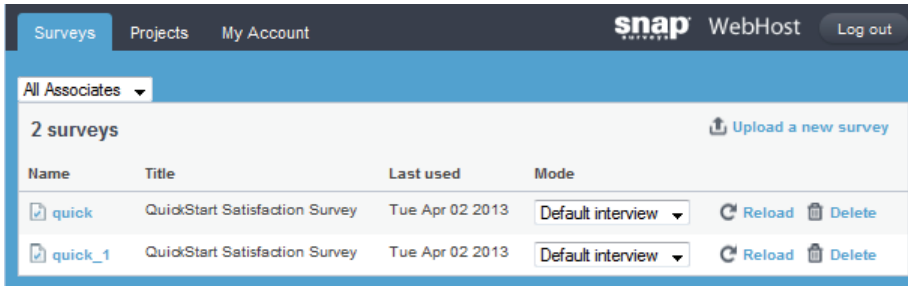 Surveys Projects My Account snap surveys WebHost Log out
All Associates
2 surveys Upload a new survey
Name Title Last used Mode
quick QuickStart Satisfaction Survey Tue Apr 02 2013 Default interview Reload Delete
quick_1 QuickStart Satisfaction Survey Tue Apr 02 2013 Default interview Reload Delete